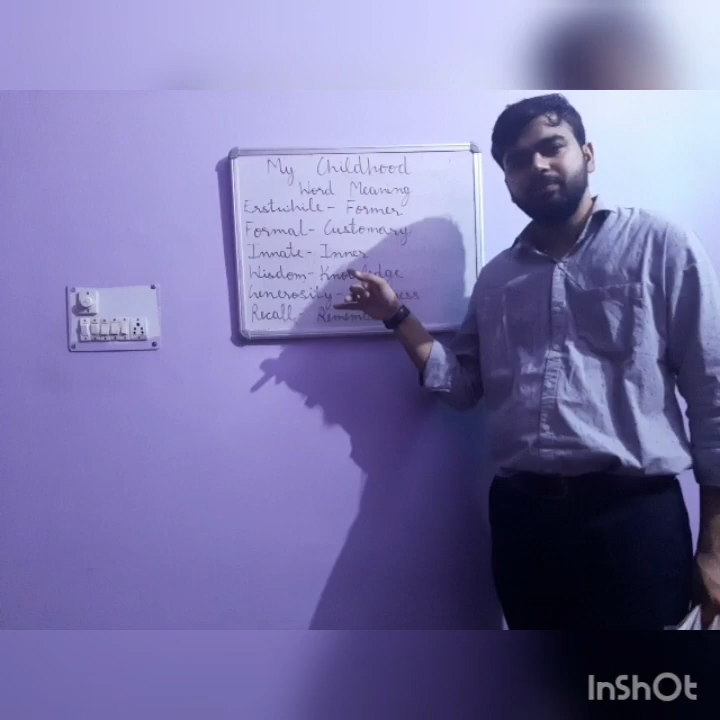 My Childhood
Word Meaning
Erstwhile - Former
Formal - Customary
Innate - Inner
Wisdom -
Generosity -
Recall -
InShOt